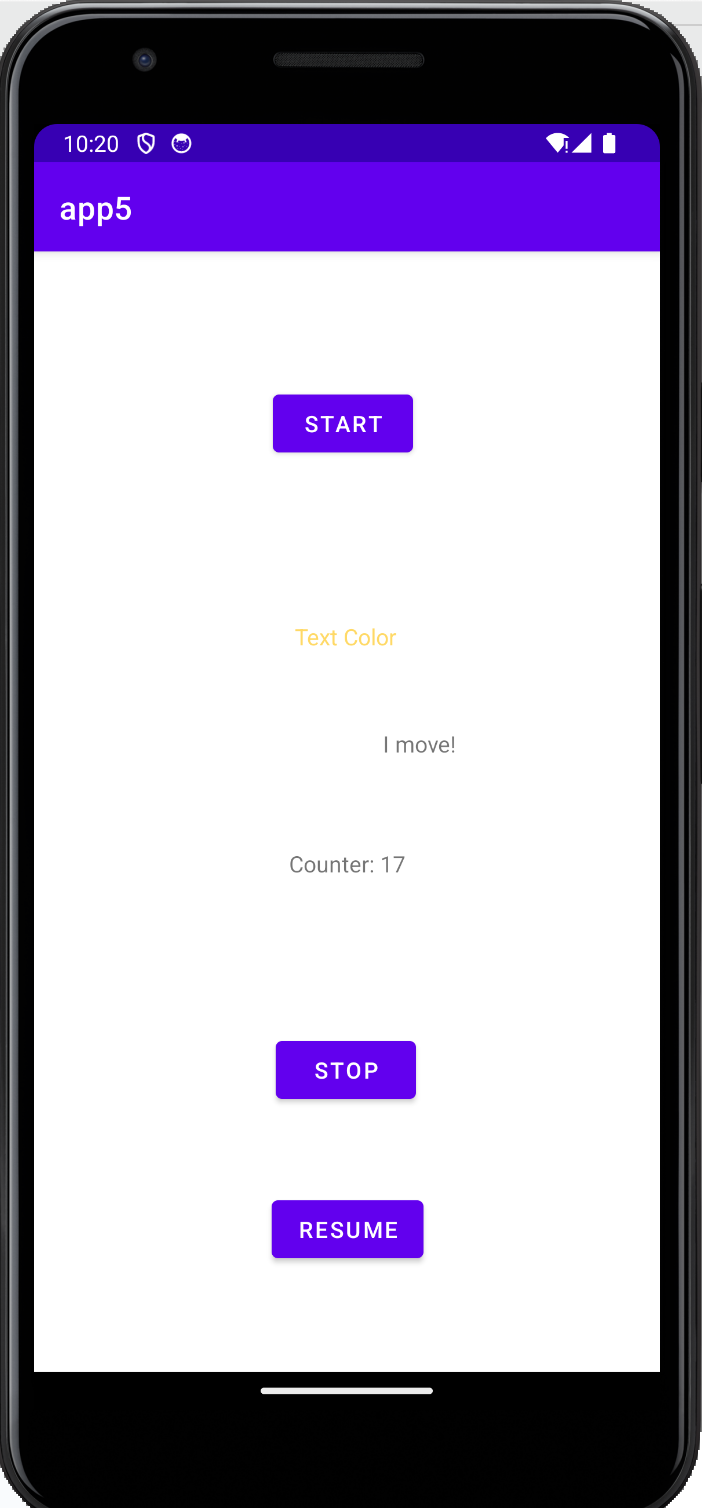 10:20
app5
START
Text Color
I move!
Counter: 17
STOP
RESUME